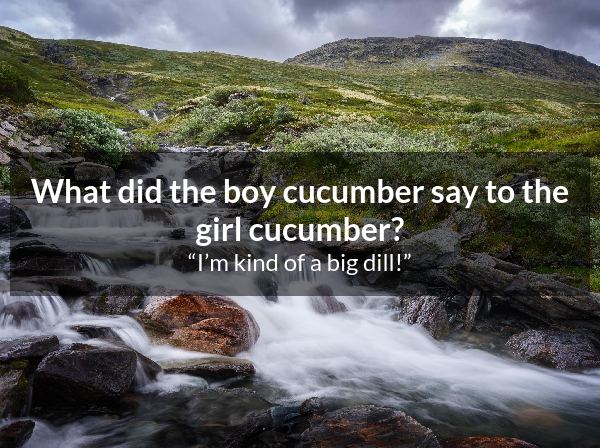 What did the boy cucumber say to the
girl cucumber?
“I’m kind of a big dill!”